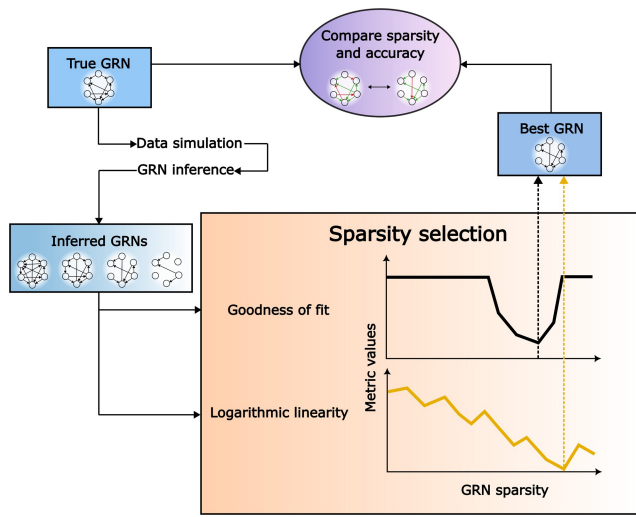 True GRN
Compare sparsity
and accuracy
Best GRN
Data simulation
GRN inference
Inferred GRNs
Sparsity selection
Goodness of fit
Logarithmic linearity
Metric values
GRN sparsity